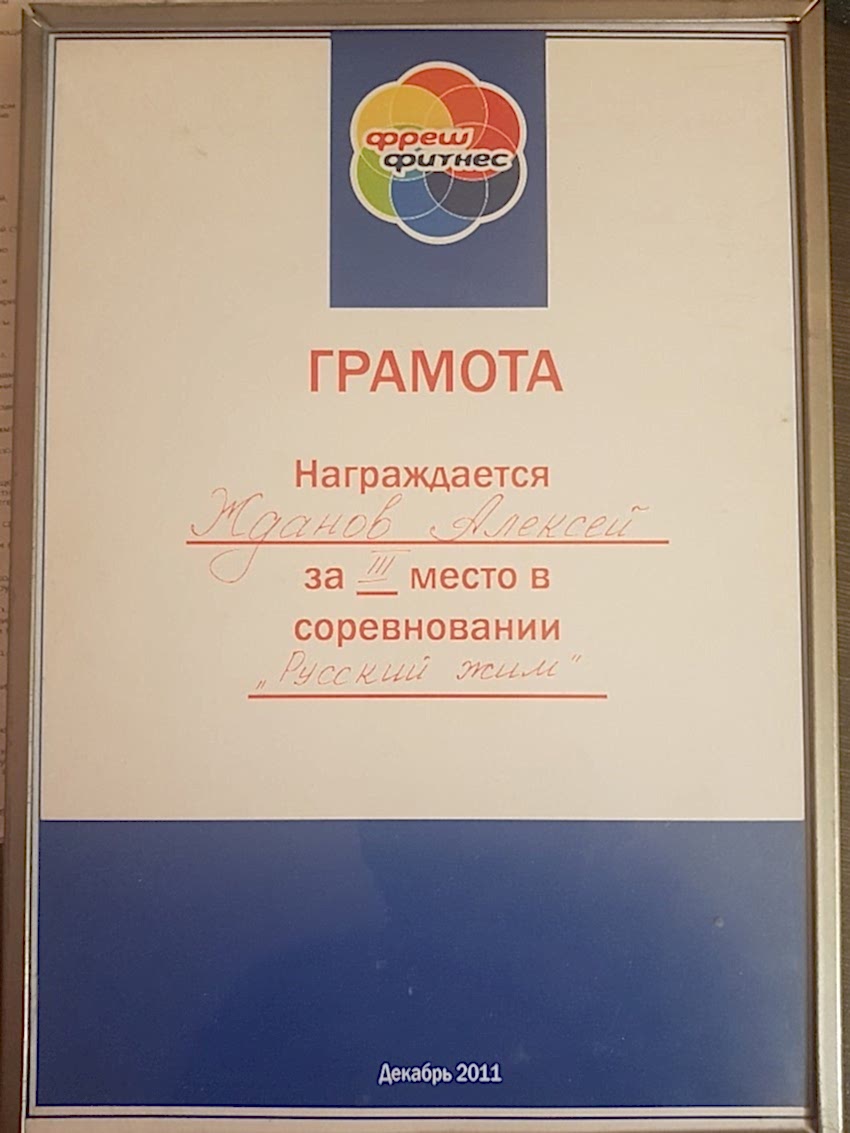 фреш
фитнес
ГРАМОТА
Награждается
Жданов Алексей
за III место в
соревновании
„Русский жим"
Декабрь 2011